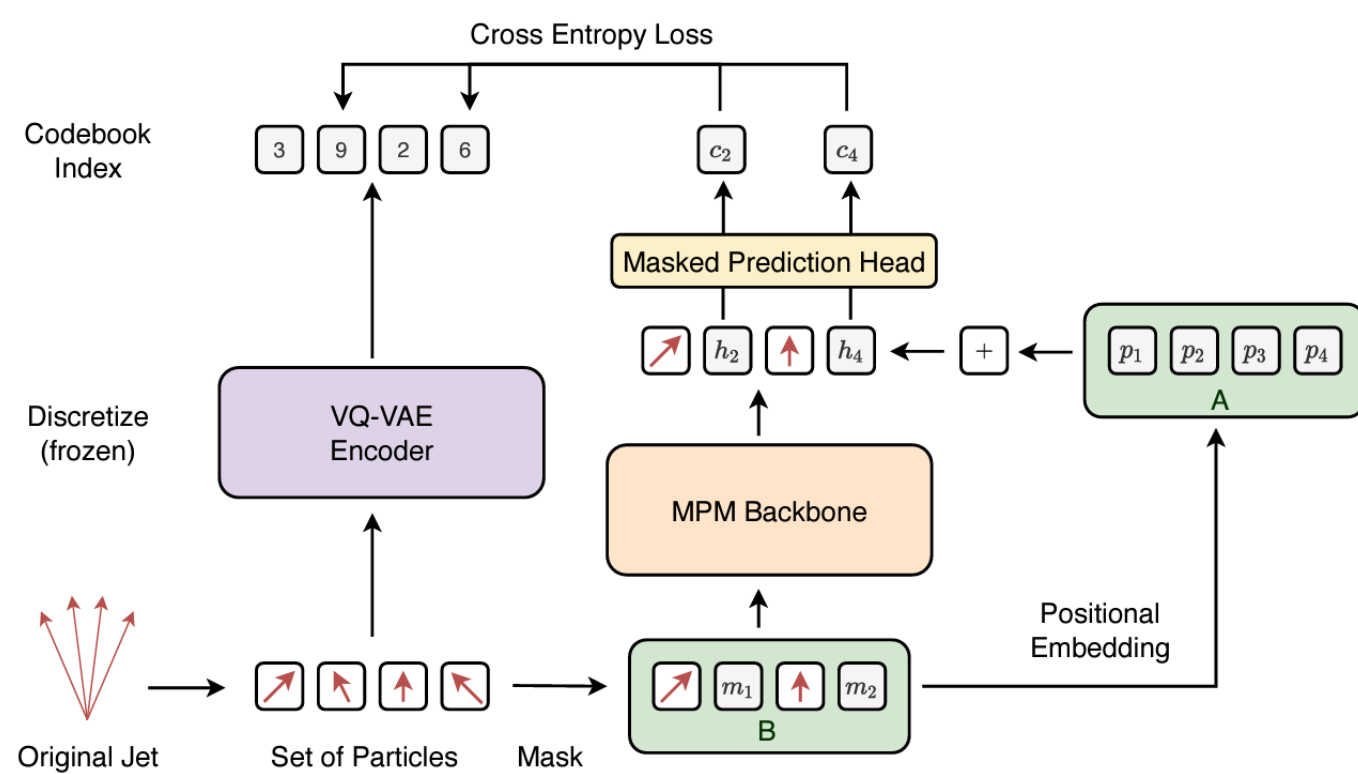 Cross Entropy Loss
Codebook
Index
3 9 2 6
c₂ c₄
Masked Prediction Head
h₂ h₄ +
p₁ p₂ p₃ p₄
A
Discretize
(frozen)
VQ-VAE
Encoder
MPM Backbone
Positional
Embedding
m₁ m₂
B
Original Jet
Set of Particles
Mask